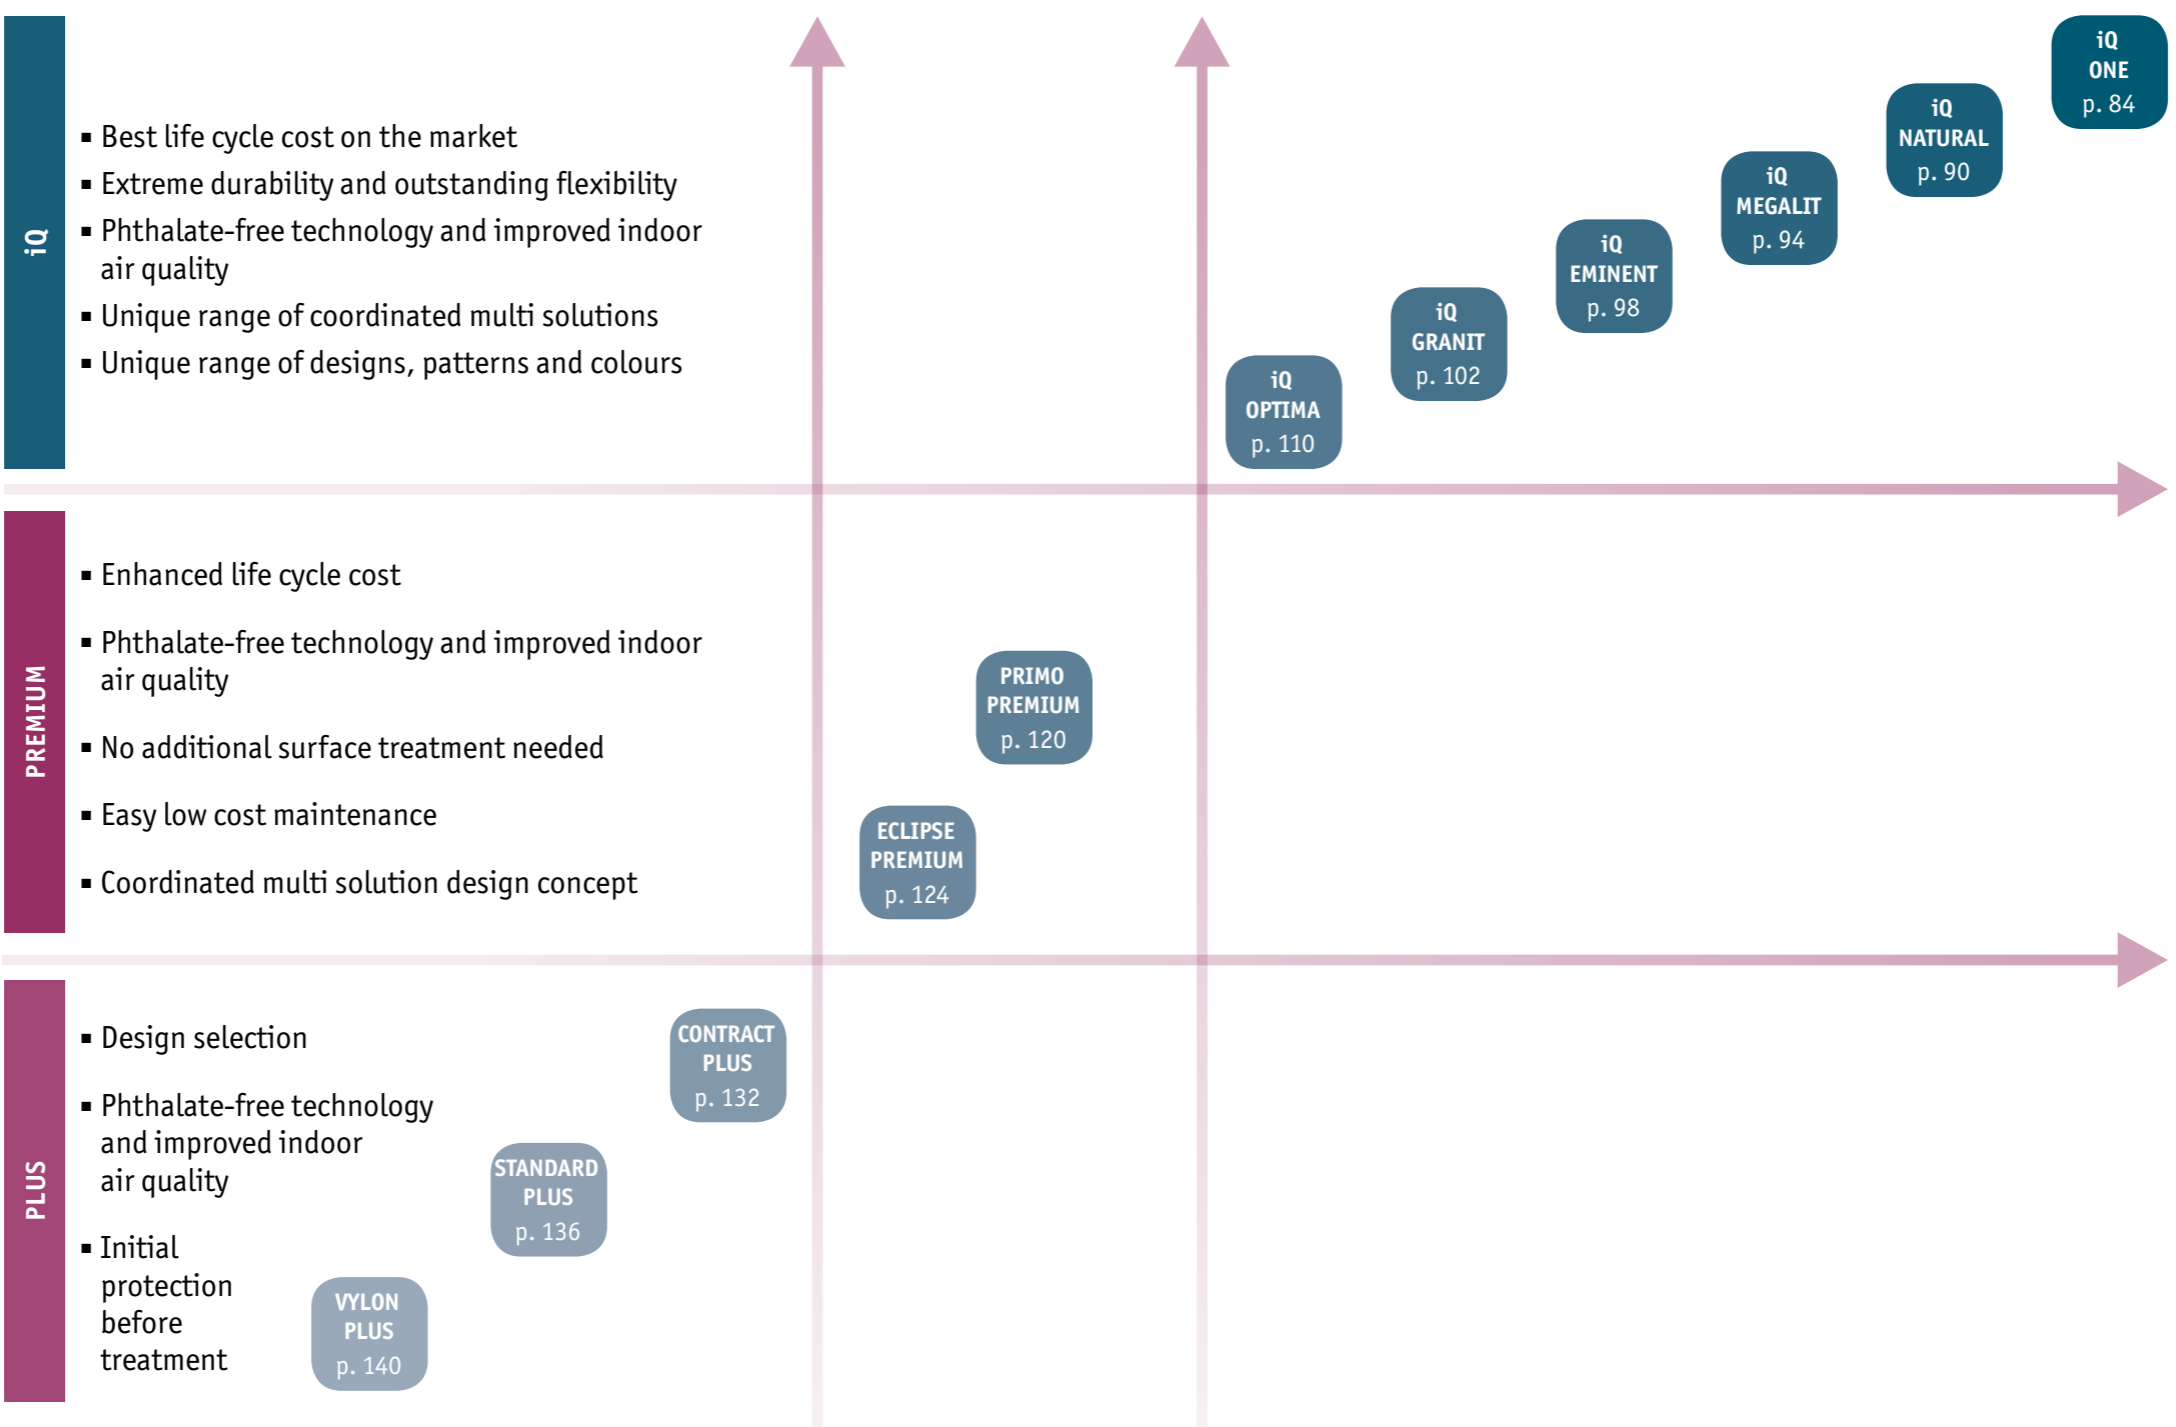 iQ
▪ Best life cycle cost on the market
▪ Extreme durability and outstanding flexibility
▪ Phthalate-free technology and improved indoor
air quality
▪ Unique range of coordinated multi solutions
▪ Unique range of designs, patterns and colours
iQ
ONE
p. 84
iQ
NATURAL
p. 90
iQ
MEGALIT
p. 94
iQ
EMINENT
p. 98
iQ
GRANIT
p. 102
iQ
OPTIMA
p. 110
PREMIUM
▪ Enhanced life cycle cost
▪ Phthalate-free technology and improved indoor
air quality
▪ No additional surface treatment needed
▪ Easy low cost maintenance
▪ Coordinated multi solution design concept
PRIMO
PREMIUM
p. 120
ECLIPSE
PREMIUM
p. 124
PLUS
▪ Design selection
▪ Phthalate-free technology
and improved indoor
air quality
▪ Initial
protection
before
treatment
CONTRACT
PLUS
p. 132
STANDARD
PLUS
p. 136
VYLON
PLUS
p. 140